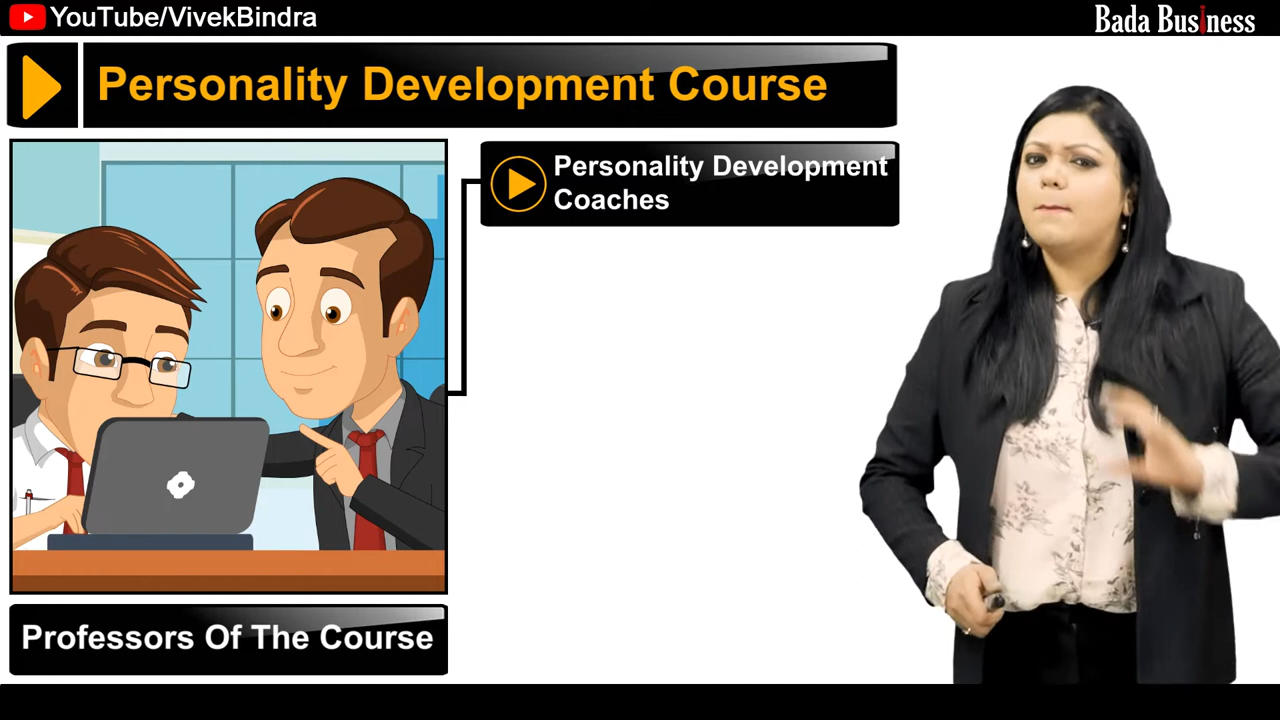 YouTube/VivekBindra
Bada Business
Personality Development Course
Personality Development
Coaches
Professors Of The Course